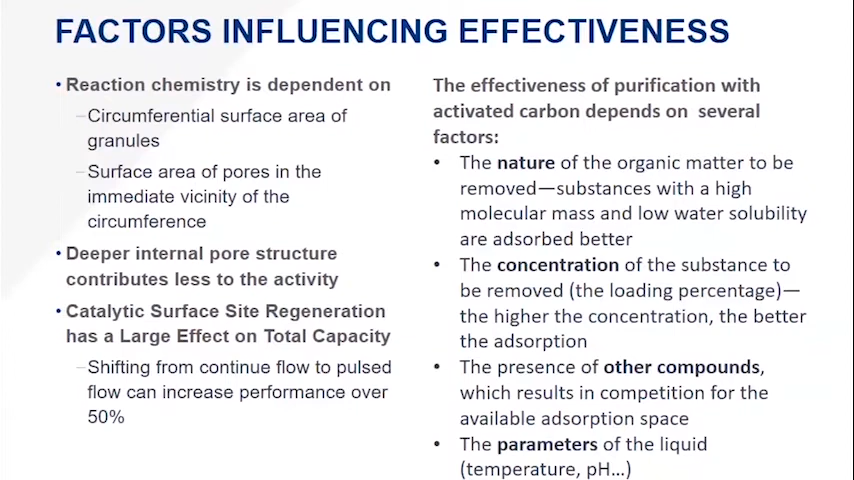 FACTORS INFLUENCING EFFECTIVENESS
• Reaction chemistry is dependent on
–Circumferential surface area of
granules
–Surface area of pores in the
immediate vicinity of the
circumference
• Deeper internal pore structure
contributes less to the activity
• Catalytic Surface Site Regeneration
has a Large Effect on Total Capacity
–Shifting from continue flow to pulsed
flow can increase performance over
50%
The effectiveness of purification with
activated carbon depends on several
factors:
• The nature of the organic matter to be
removed—substances with a high
molecular mass and low water solubility
are adsorbed better
• The concentration of the substance to
be removed (the loading percentage)—
the higher the concentration, the better
the adsorption
• The presence of other compounds,
which results in competition for the
available adsorption space
• The parameters of the liquid
(temperature, pH…)